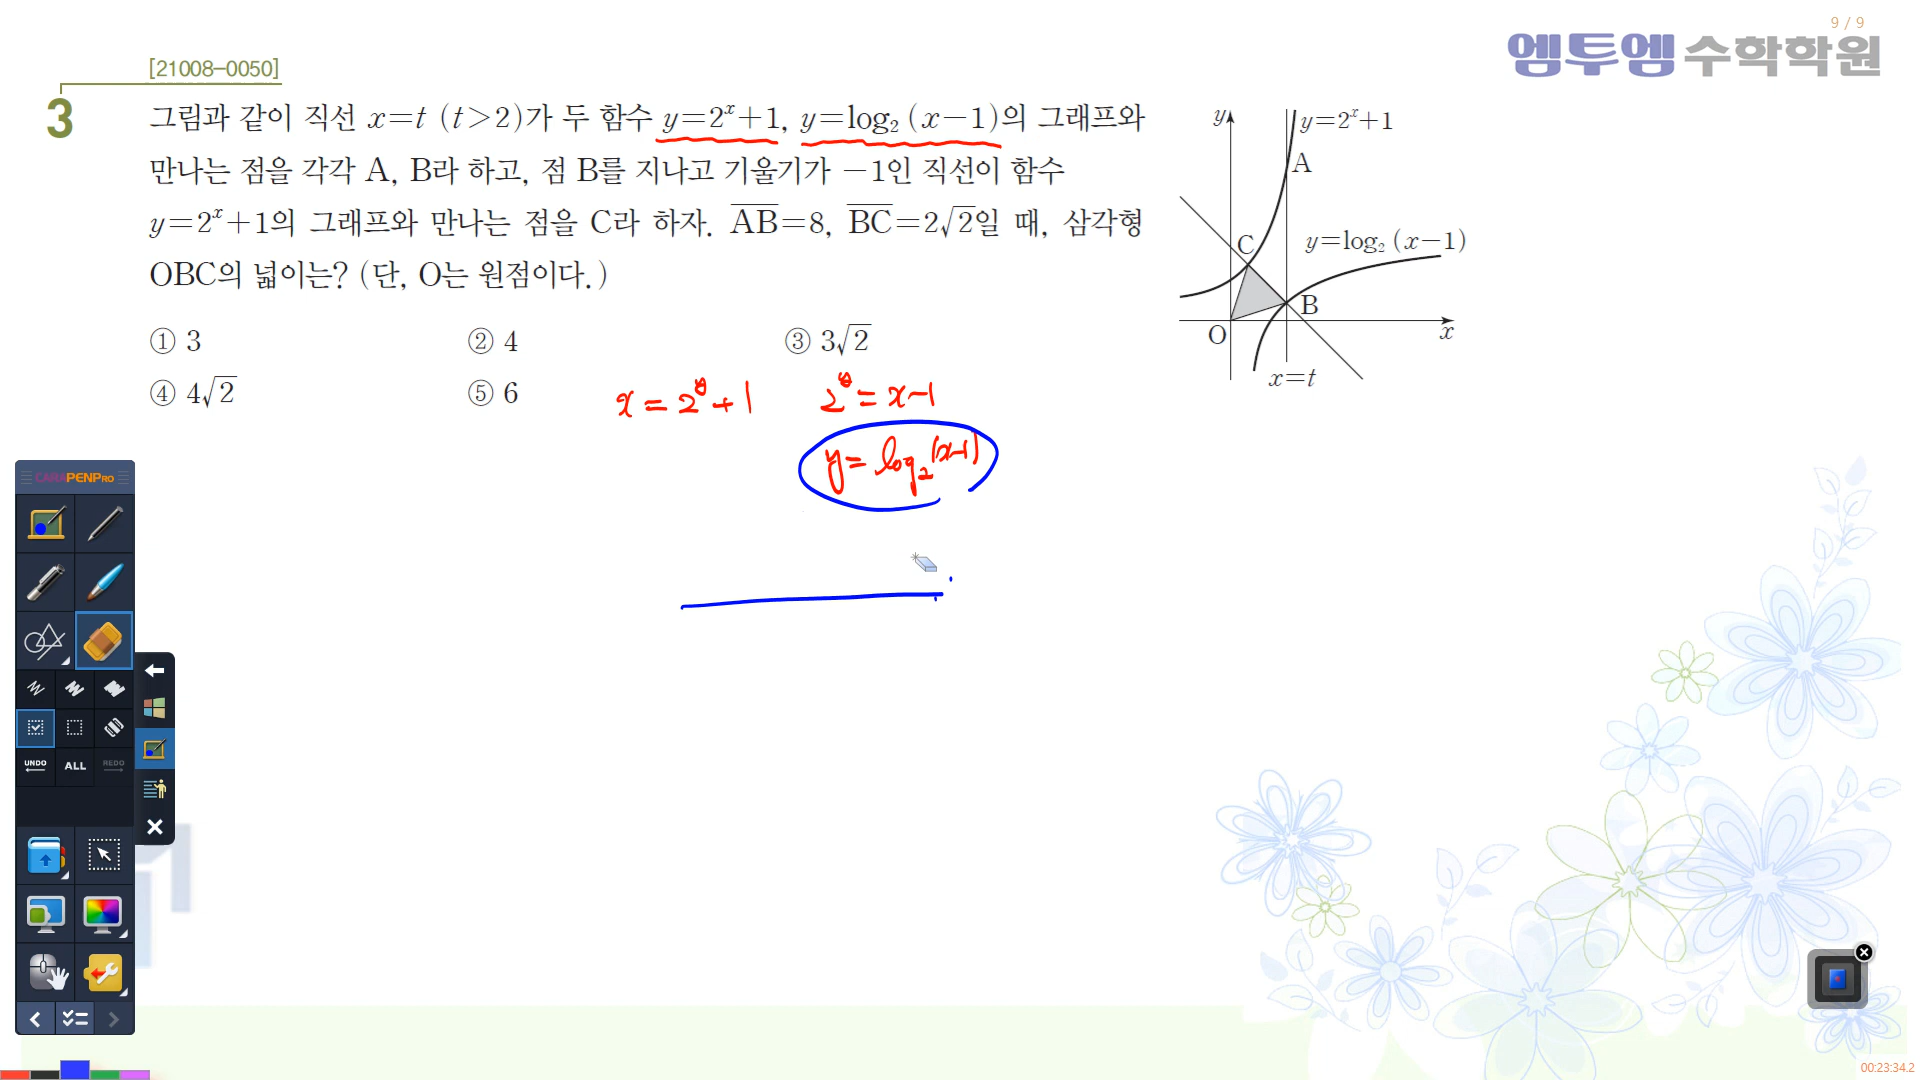 9 / 9
엠투엠 수학학원
[21008-0050]
3
그림과 같이 직선 x=t (t>2)가 두 함수 y=2^x+1, y=log₂(x-1)의 그래프와
만나는 점을 각각 A, B라 하고, 점 B를 지나고 기울기가 -1인 직선이 함수
y=2^x+1의 그래프와 만나는 점을 C라 하자. \overline{AB}=8, \overline{BC}=2√2일 때, 삼각형
OBC의 넓이는? (단, O는 원점이다.)
① 3 ② 4 ③ 3√2
④ 4√2 ⑤ 6
y
y=2^x+1
A
C
y=log₂(x-1)
B
O
x
x=t
x = 2^y + 1 2^y = x-1
y = log₂(x-1)
CARAPENPRO
UNDO ALL REDO
00:23:34.2